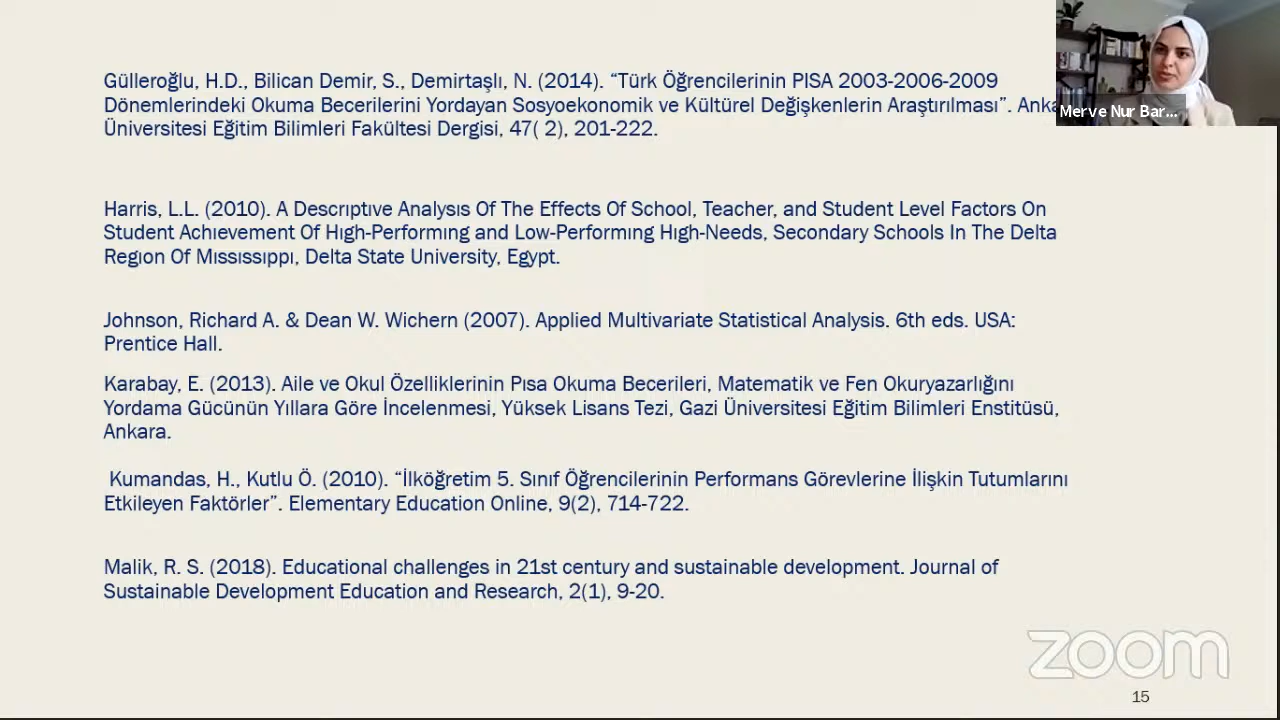 Gülleroğlu, H.D., Bilican Demir, S., Demirtaşlı, N. (2014). “Türk Öğrencilerinin PISA 2003-2006-2009
Dönemlerindeki Okuma Becerilerini Yordayan Sosyoekonomik ve Kültürel Değişkenlerin Araştırılması”. Anka
Üniversitesi Eğitim Bilimleri Fakültesi Dergisi, 47( 2), 201-222.
Merve Nur Bar...
Harris, L.L. (2010). A Descrıptıve Analysıs Of The Effects Of School, Teacher, and Student Level Factors On
Student Achıevement Of Hıgh-Performıng and Low-Performıng Hıgh-Needs, Secondary Schools In The Delta
Regıon Of Mıssıssıppı, Delta State University, Egypt.
Johnson, Richard A. & Dean W. Wichern (2007). Applied Multivariate Statistical Analysis. 6th eds. USA:
Prentice Hall.
Karabay, E. (2013). Aile ve Okul Özelliklerinin Pısa Okuma Becerileri, Matematik ve Fen Okuryazarlığını
Yordama Gücünün Yıllara Göre İncelenmesi, Yüksek Lisans Tezi, Gazi Üniversitesi Eğitim Bilimleri Enstitüsü,
Ankara.
Kumandas, H., Kutlu Ö. (2010). “İlköğretim 5. Sınıf Öğrencilerinin Performans Görevlerine İlişkin Tutumlarını
Etkileyen Faktörler”. Elementary Education Online, 9(2), 714-722.
Malik, R. S. (2018). Educational challenges in 21st century and sustainable development. Journal of
Sustainable Development Education and Research, 2(1), 9-20.
zoom
15